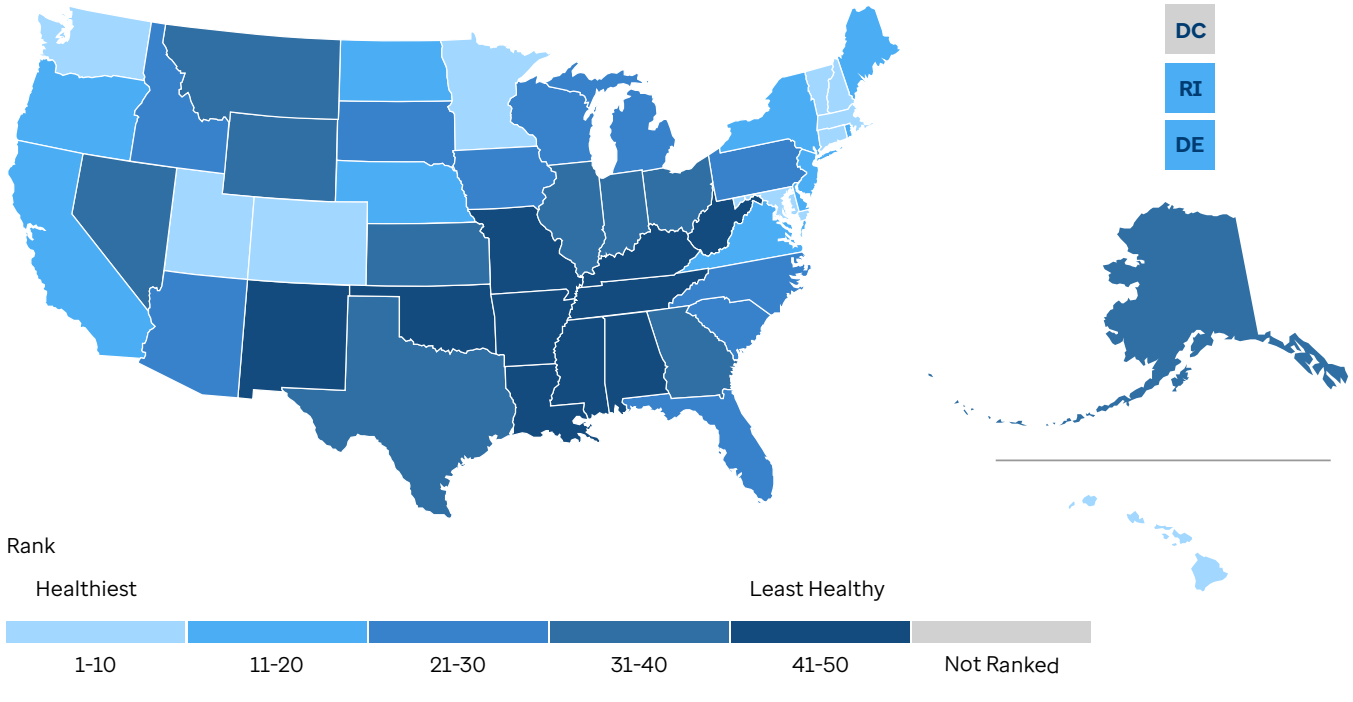 DC
RI
DE
Rank
Healthiest Least Healthy
1-10 11-20 21-30 31-40 41-50 Not Ranked